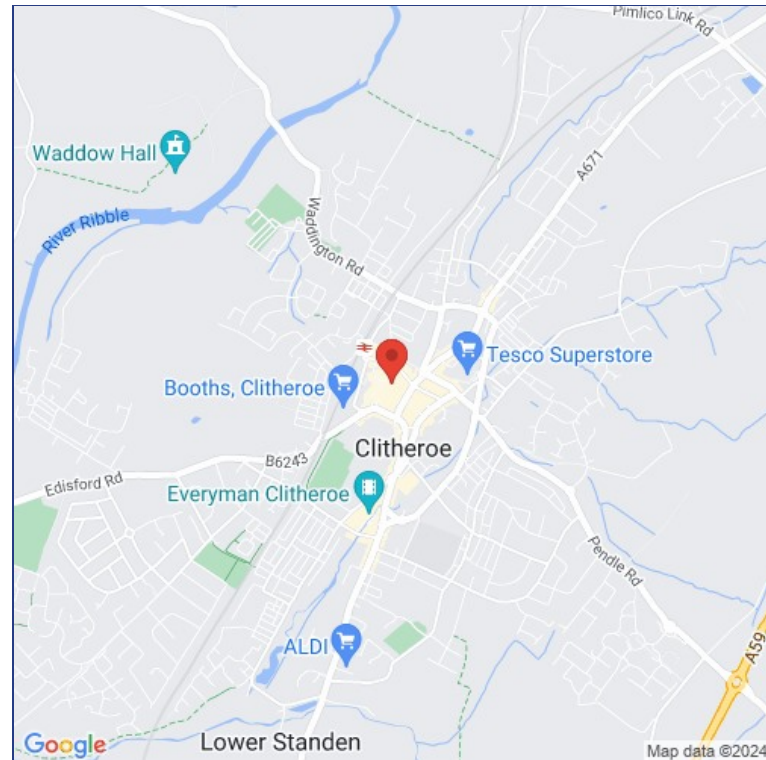 Pimlico Link Rd
Waddow Hall
A671
River Ribble
Waddington Rd
Tesco Superstore
Booths, Clitheroe
Clitheroe
B6243
Edisford Rd
Everyman Clitheroe
Pendle Rd
ALDI
A59
Lower Standen
Google
Map data ©2024